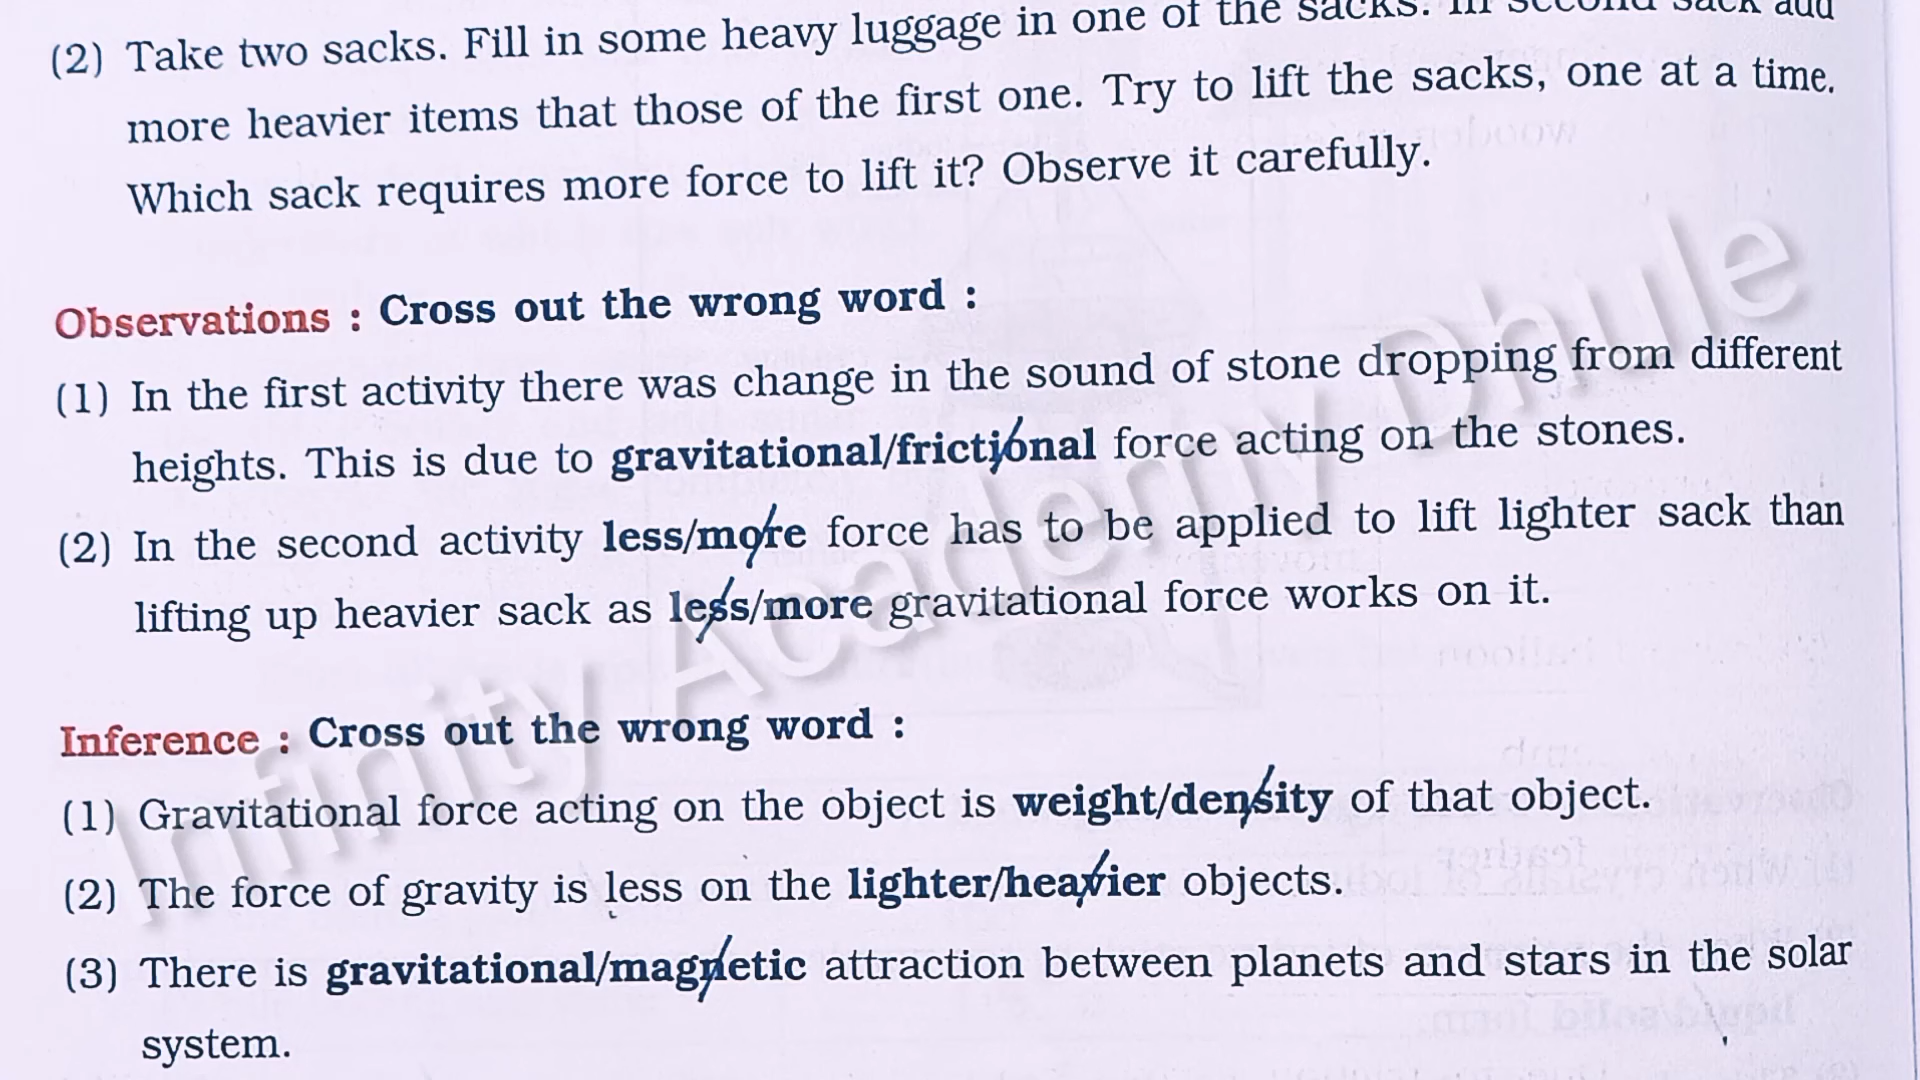 (2) Take two sacks. Fill in some heavy luggage in one of the sacks. In second sack add
more heavier items that those of the first one. Try to lift the sacks, one at a time.
Which sack requires more force to lift it? Observe it carefully.
Observations : Cross out the wrong word :
(1) In the first activity there was change in the sound of stone dropping from different
heights. This is due to gravitational/frictional force acting on the stones.
(2) In the second activity less/more force has to be applied to lift lighter sack than
lifting up heavier sack as less/more gravitational force works on it.
Inference : Cross out the wrong word :
(1) Gravitational force acting on the object is weight/density of that object.
(2) The force of gravity is less on the lighter/heavier objects.
(3) There is gravitational/magnetic attraction between planets and stars in the solar
system.
Infinity Academy Dhule